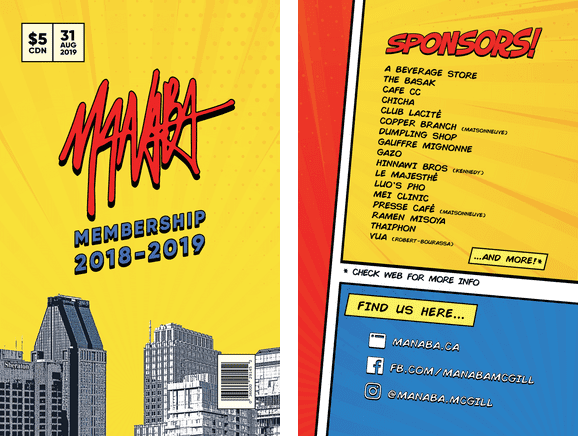 $5
CDN
31
AUG
2019
MANABA
MEMBERSHIP
2018-2019
Sheraton
SPONSORS!
A BEVERAGE STORE
THE BASAK
CAFE CC
CHICHA
CLUB LACITÉ
COPPER BRANCH (MAISONNEUVE)
DUMPLING SHOP
GAUFFRE MIGNONNE
GAZO
HINNAWI BROS (KENNEDY)
LE MAJESTHÉ
LUO'S PHO
MEI CLINIC
PRESSE CAFÉ (MAISONNEUVE)
RAMEN MISOYA
THAIPHON
YUA (ROBERT-BOURASSA)
...AND MORE!*
* CHECK WEB FOR MORE INFO
FIND US HERE...
MANABA.CA
FB.COM/MANABAMCGILL
@MANABA.MCGILL